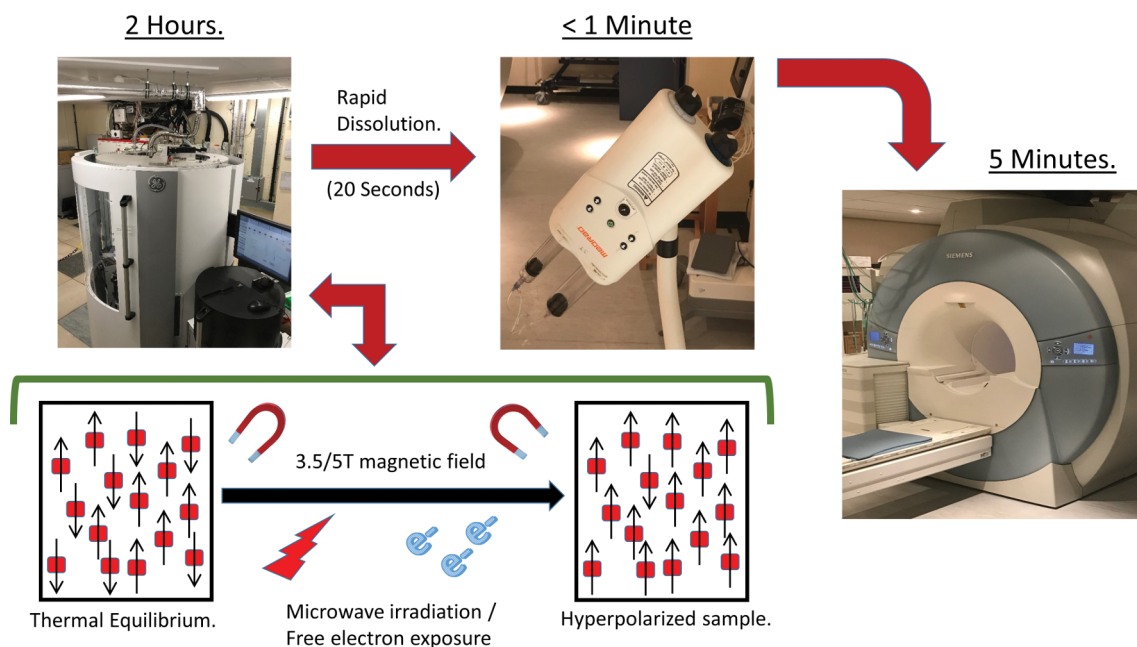 2 Hours.
< 1 Minute
Rapid
Dissolution.
(20 Seconds)
5 Minutes.
SIEMENS
MEDRAD
3.5/5T magnetic field
e⁻
e⁻
e⁻
Microwave irradiation /
Free electron exposure
Thermal Equilibrium.
Hyperpolarized sample.